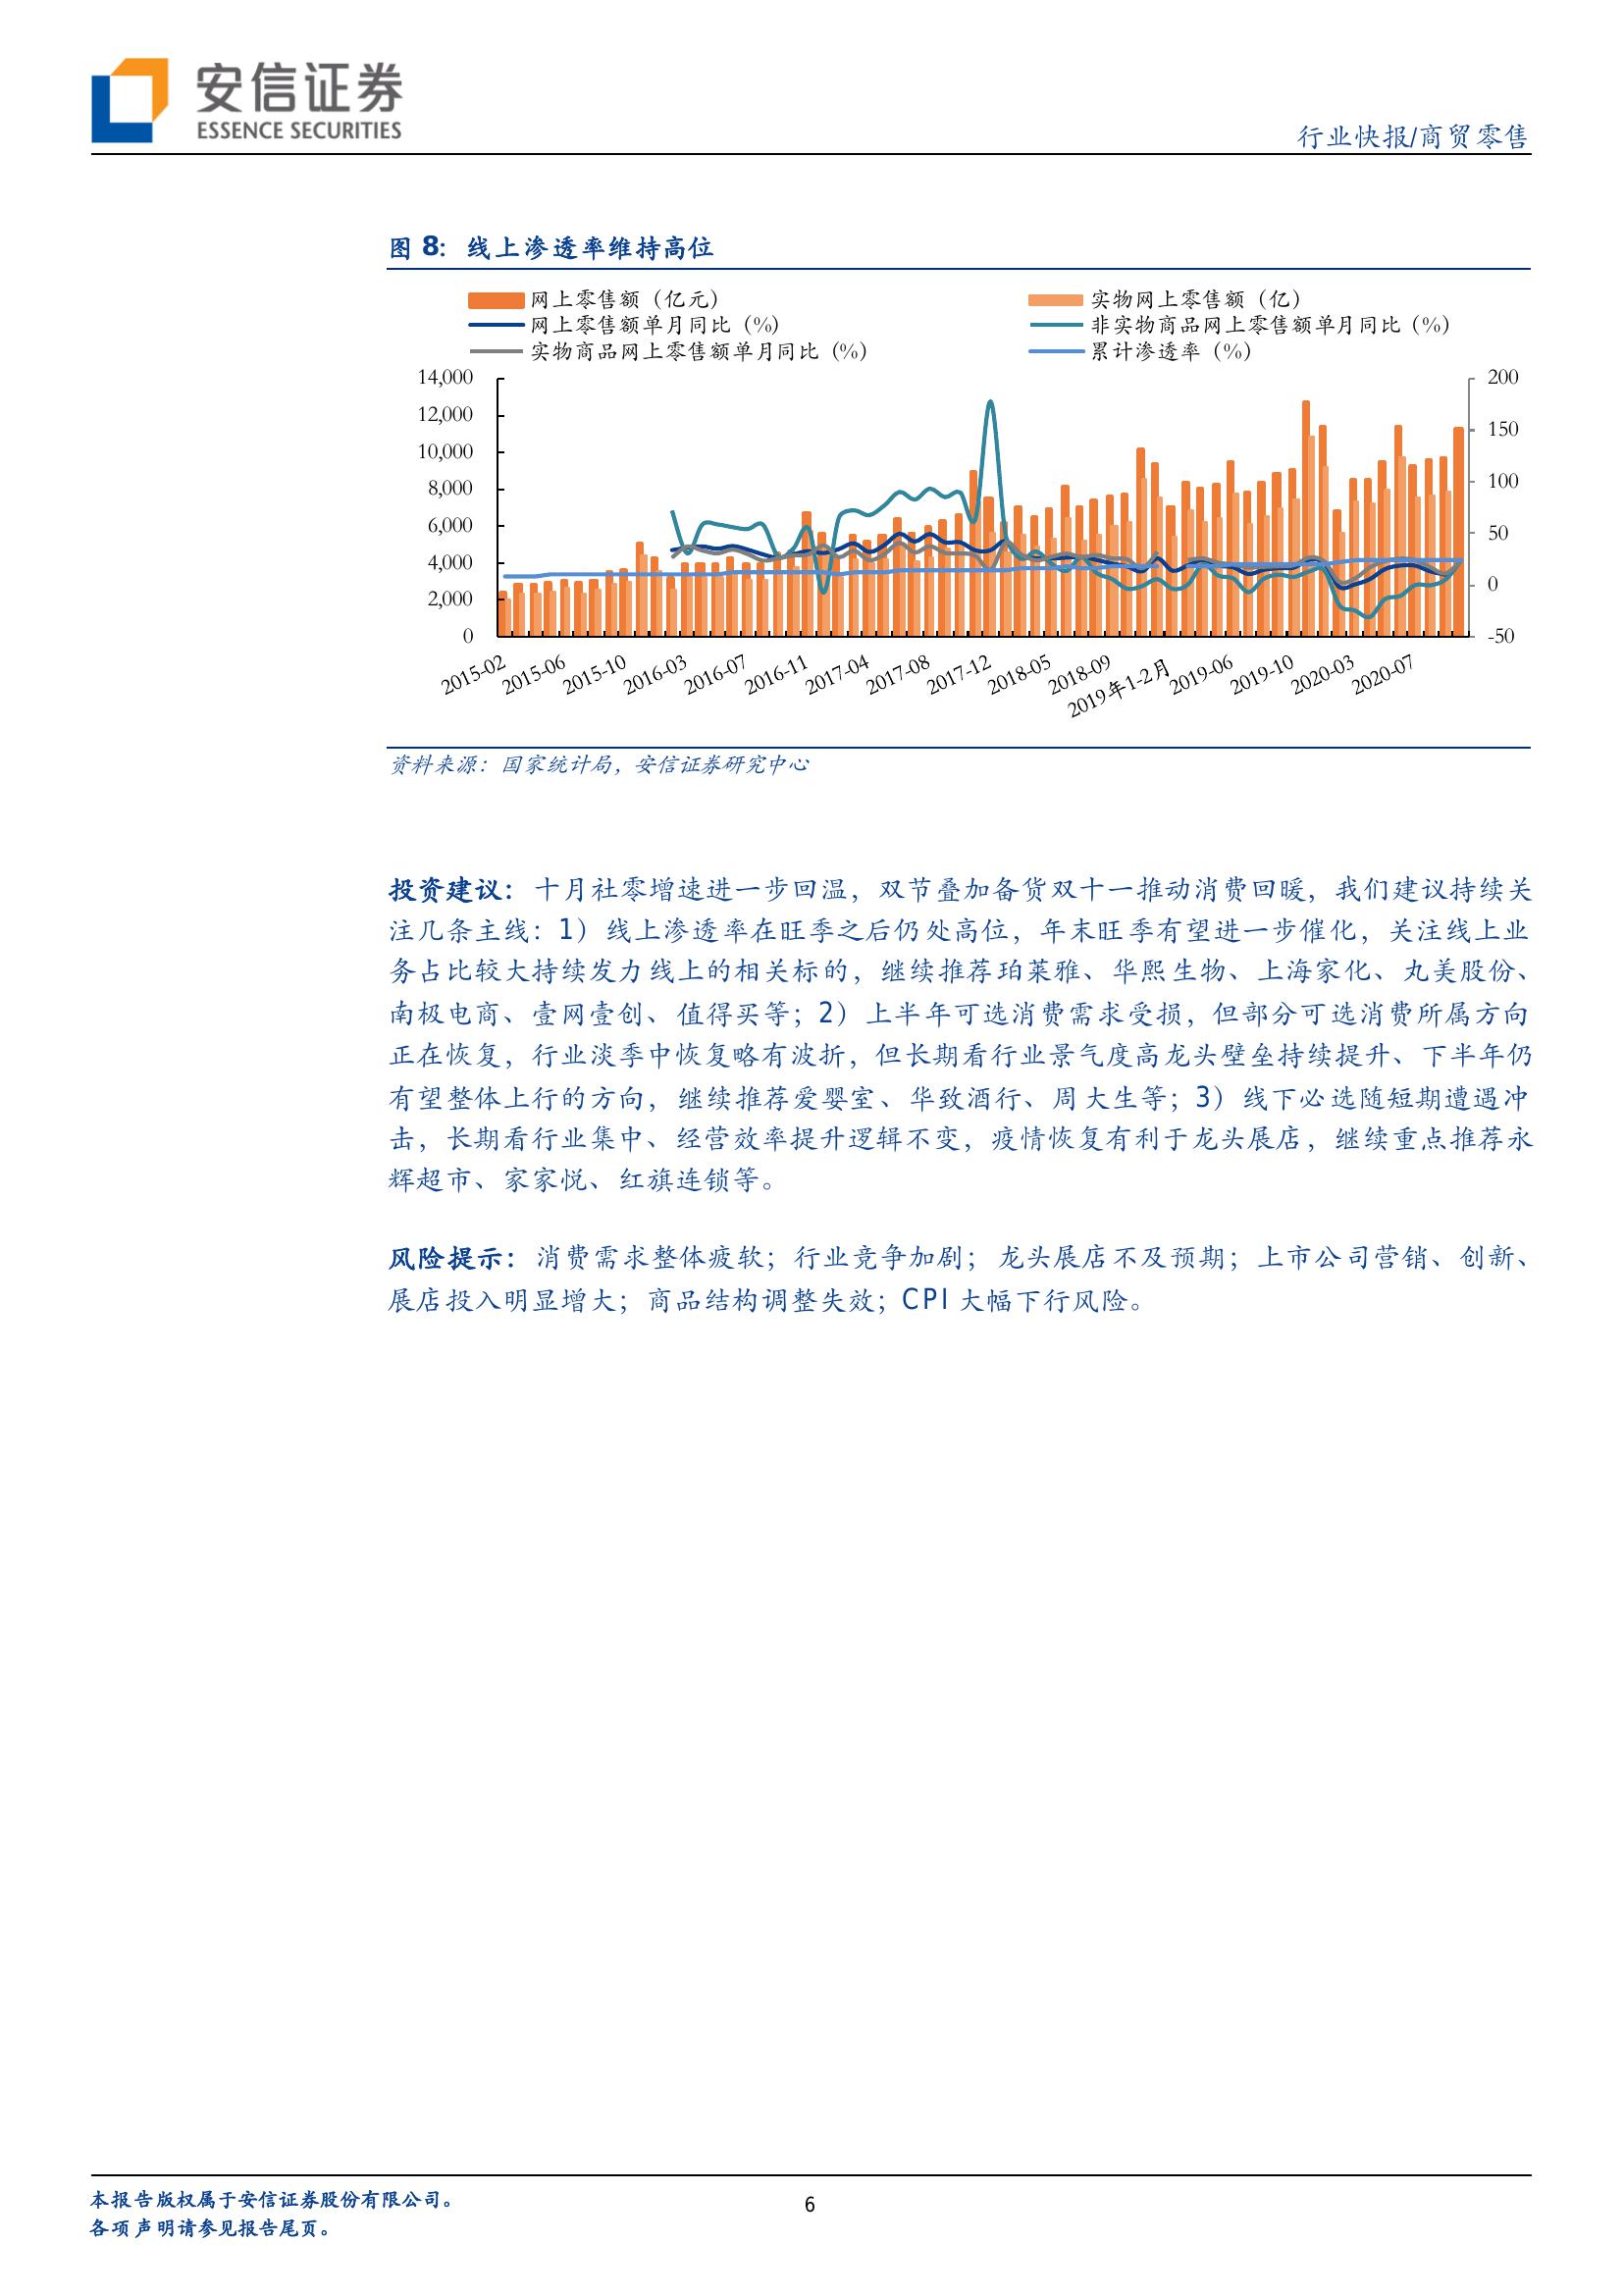 安信证券
ESSENCE SECURITIES
行业快报/商贸零售
图 8：线上渗透率维持高位
网上零售额（亿元）
实物网上零售额（亿）
网上零售额单月同比（%）
非实物商品网上零售额单月同比（%）
实物商品网上零售额单月同比（%）
累计渗透率（%）
14,000
12,000
10,000
8,000
6,000
4,000
2,000
0
200
150
100
50
0
-50
2015-02
2015-06
2015-10
2016-03
2016-07
2016-11
2017-04
2017-08
2017-12
2018-05
2018-09
2019年1-2月
2019-06
2019-10
2020-03
2020-07
资料来源：国家统计局，安信证券研究中心
投资建议：十月社零增速进一步回温，双节叠加备货双十一推动消费回暖，我们建议持续关
注几条主线：1）线上渗透率在旺季之后仍处高位，年末旺季有望进一步催化，关注线上业
务占比较大持续发力线上的相关标的，继续推荐珀莱雅、华熙生物、上海家化、丸美股份、
南极电商、壹网壹创、值得买等；2）上半年可选消费需求受损，但部分可选消费所属方向
正在恢复，行业淡季中恢复略有波折，但长期看行业景气度高龙头壁垒持续提升、下半年仍
有望整体上行的方向，继续推荐爱婴室、华致酒行、周大生等；3）线下必选随短期遭遇冲
击，长期看行业集中、经营效率提升逻辑不变，疫情恢复有利于龙头展店，继续重点推荐永
辉超市、家家悦、红旗连锁等。
风险提示：消费需求整体疲软；行业竞争加剧；龙头展店不及预期；上市公司营销、创新、
展店投入明显增大；商品结构调整失效；CPI 大幅下行风险。
本报告版权属于安信证券股份有限公司。
各项声明请参见报告尾页。
6